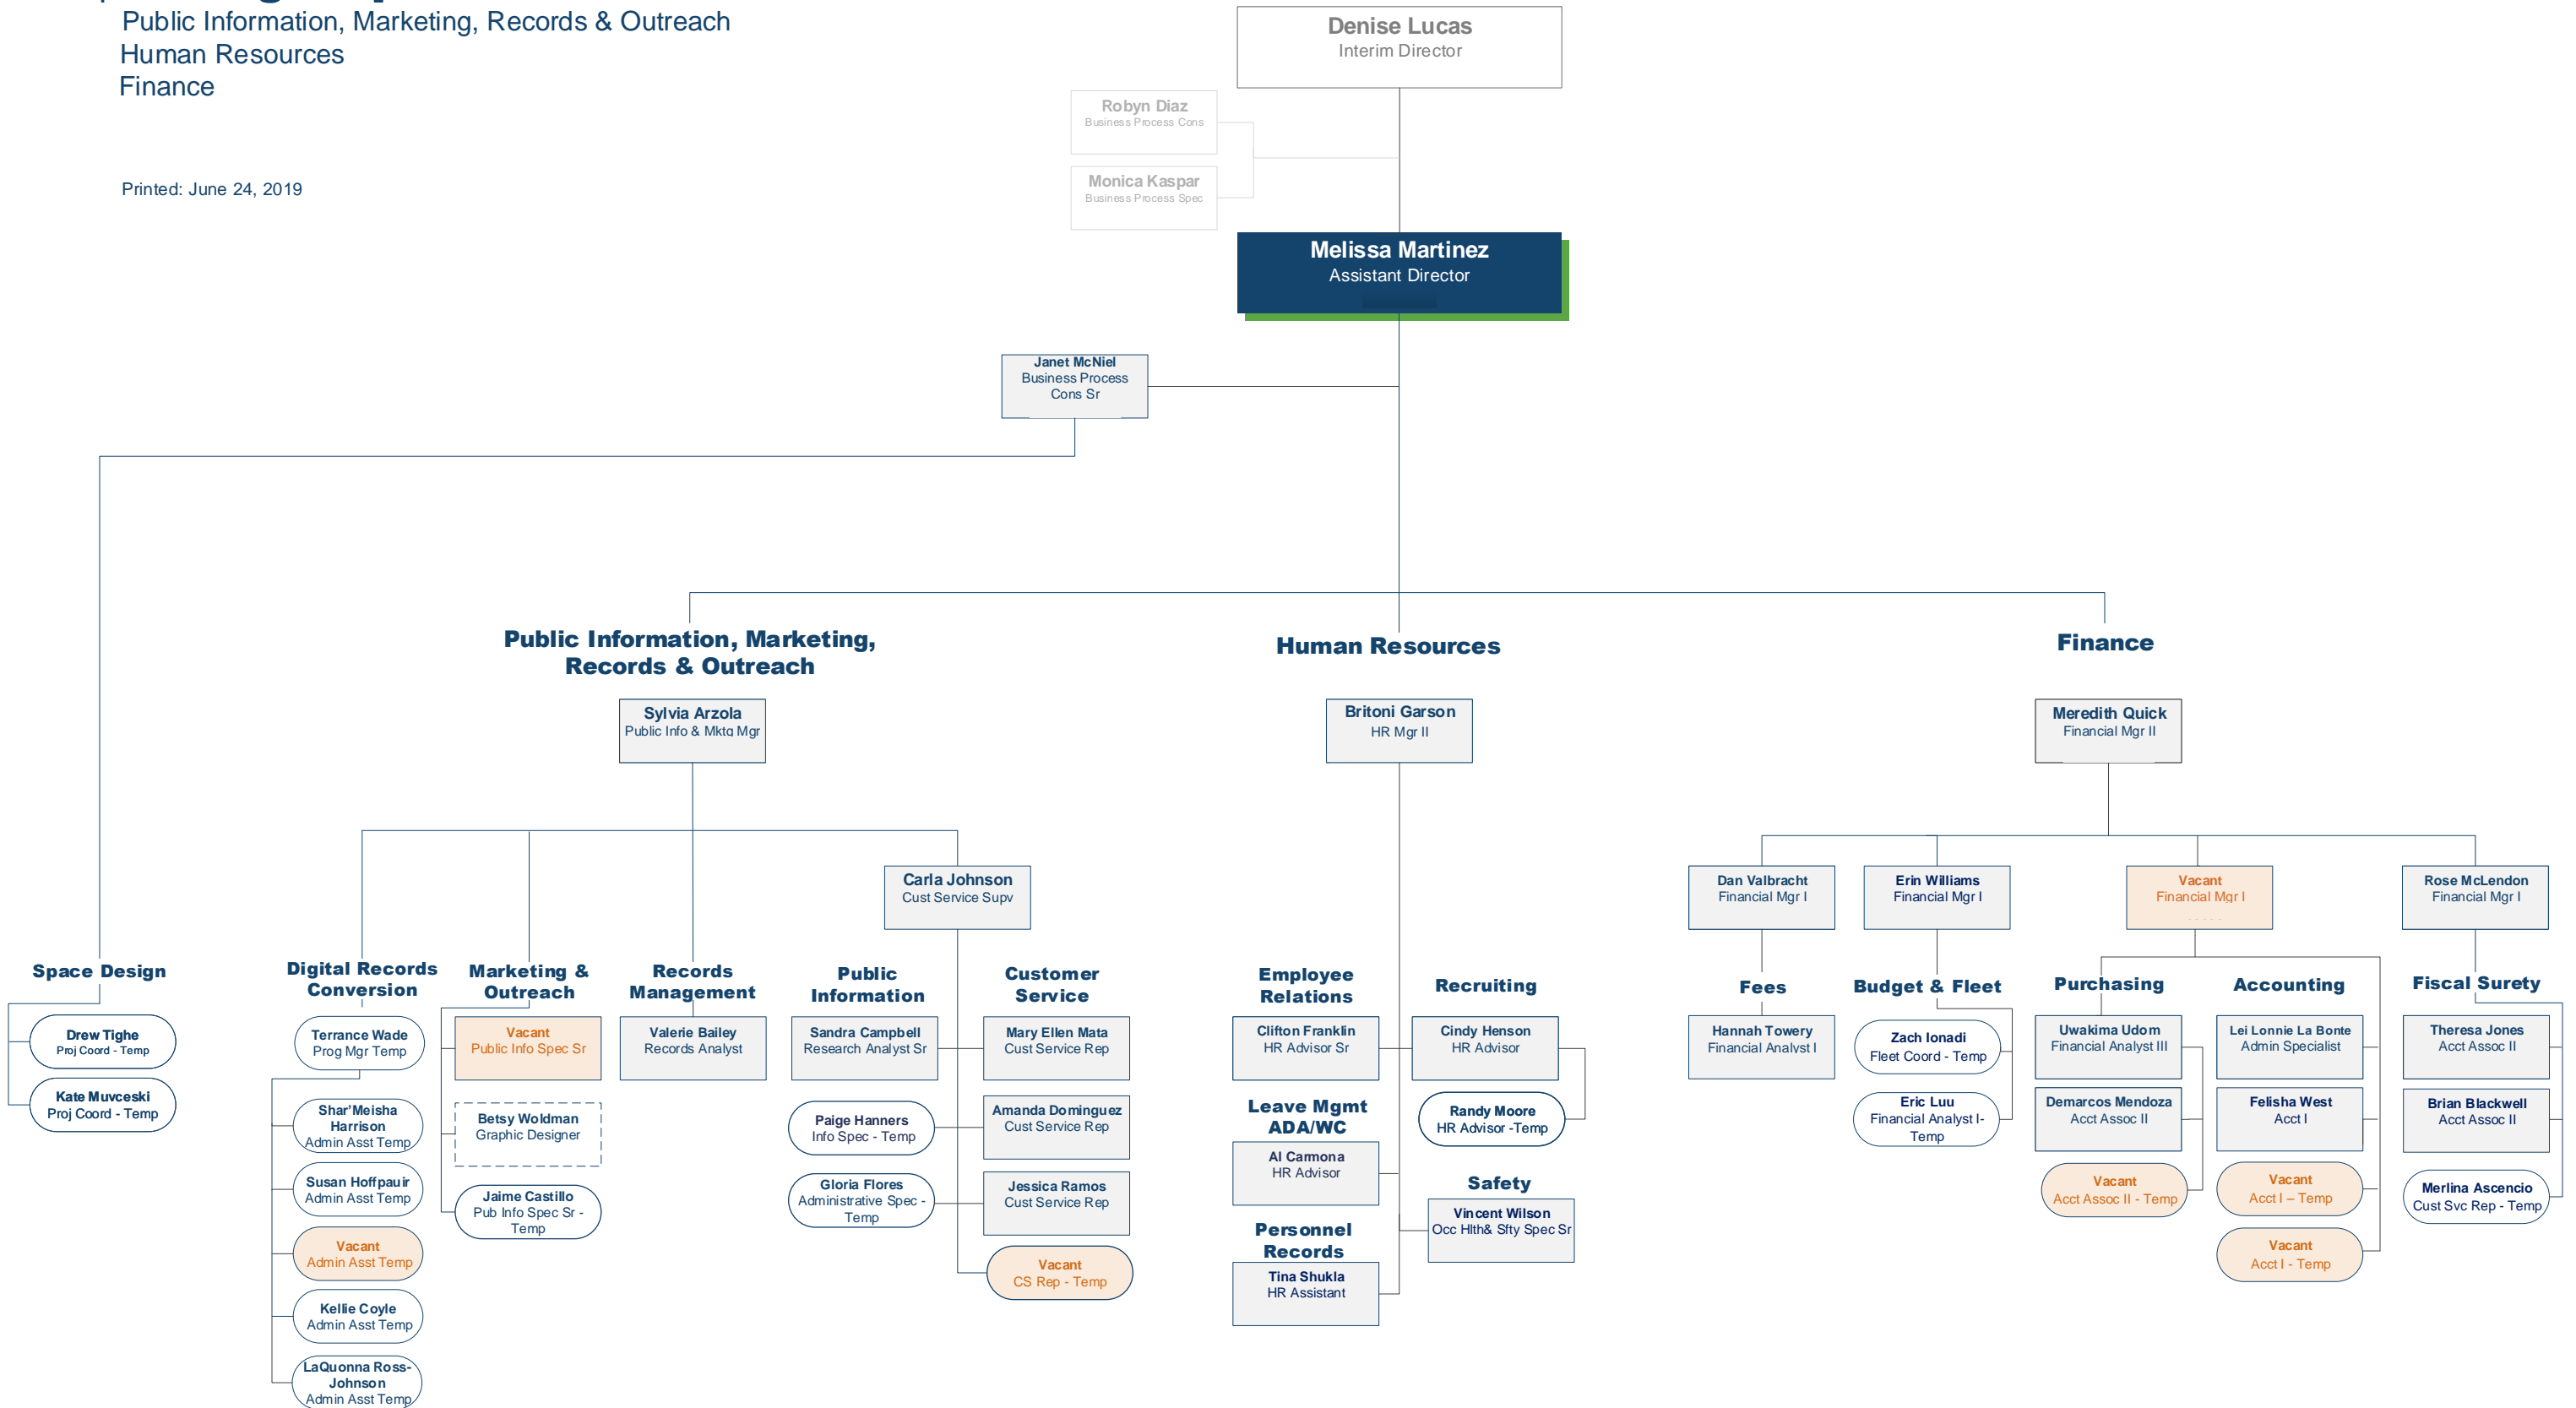 Public Information, Marketing, Records & Outreach
Human Resources
Finance
Printed: June 24, 2019
Denise Lucas
Interim Director
Robyn Diaz
Business Process Cons
Monica Kaspar
Business Process Spec
Melissa Martinez
Assistant Director
Janet McNiel
Business Process
Cons Sr
Public Information, Marketing,
Records & Outreach
Human Resources
Finance
Sylvia Arzola
Public Info & Mktg Mgr
Britoni Garson
HR Mgr II
Meredith Quick
Financial Mgr II
Carla Johnson
Cust Service Supv
Dan Valbracht
Financial Mgr I
Erin Williams
Financial Mgr I
Vacant
Financial Mgr I
Rose McLendon
Financial Mgr I
Space Design
Drew Tighe
Proj Coord - Temp
Kate Muvceski
Proj Coord - Temp
Digital Records
Conversion
Terrance Wade
Prog Mgr Temp
Shar'Meisha
Harrison
Admin Asst Temp
Susan Hoffpauir
Admin Asst Temp
Vacant
Admin Asst Temp
Kellie Coyle
Admin Asst Temp
LaQuonna Ross-
Johnson
Admin Asst Temp
Marketing &
Outreach
Vacant
Public Info Spec Sr
Betsy Woldman
Graphic Designer
Jaime Castillo
Pub Info Spec Sr -
Temp
Records
Management
Valerie Bailey
Records Analyst
Public
Information
Sandra Campbell
Research Analyst Sr
Paige Hanners
Info Spec - Temp
Gloria Flores
Administrative Spec -
Temp
Customer
Service
Mary Ellen Mata
Cust Service Rep
Amanda Dominguez
Cust Service Rep
Jessica Ramos
Cust Service Rep
Vacant
CS Rep - Temp
Employee
Relations
Clifton Franklin
HR Advisor Sr
Leave Mgmt
ADA/WC
Al Carmona
HR Advisor
Personnel
Records
Tina Shukla
HR Assistant
Recruiting
Cindy Henson
HR Advisor
Randy Moore
HR Advisor -Temp
Safety
Vincent Wilson
Occ Hlth& Sfty Spec Sr
Fees
Hannah Towery
Financial Analyst I
Budget & Fleet
Zach Ionadi
Fleet Coord - Temp
Eric Luu
Financial Analyst I-
Temp
Purchasing
Uwakima Udom
Financial Analyst III
Demarcos Mendoza
Acct Assoc II
Vacant
Acct Assoc II - Temp
Accounting
Lei Lonnie La Bonte
Admin Specialist
Felisha West
Acct I
Vacant
Acct I – Temp
Vacant
Acct I - Temp
Fiscal Surety
Theresa Jones
Acct Assoc II
Brian Blackwell
Acct Assoc II
Merlina Ascencio
Cust Svc Rep - Temp